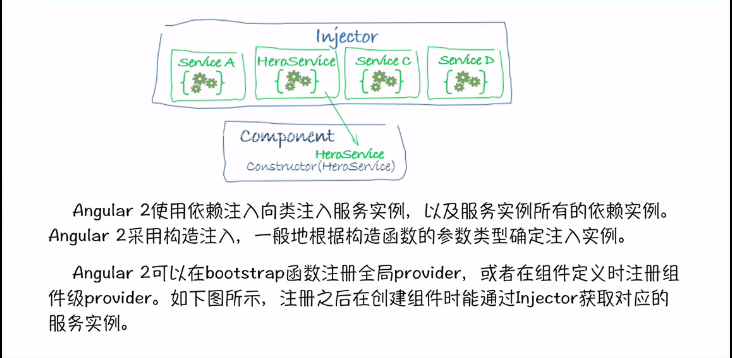 Injector
Service A
HeroService
Service C
Service D
Component
HeroService
Constructor(HeroService)
Angular 2使用依赖注入向类注入服务实例，以及服务实例所有的依赖实例。
Angular 2采用构造注入，一般地根据构造函数的参数类型确定注入实例。
Angular 2可以在bootstrap函数注册全局provider，或者在组件定义时注册组
件级provider。如下图所示，注册之后在创建组件时能通过Injector获取对应的
服务实例。